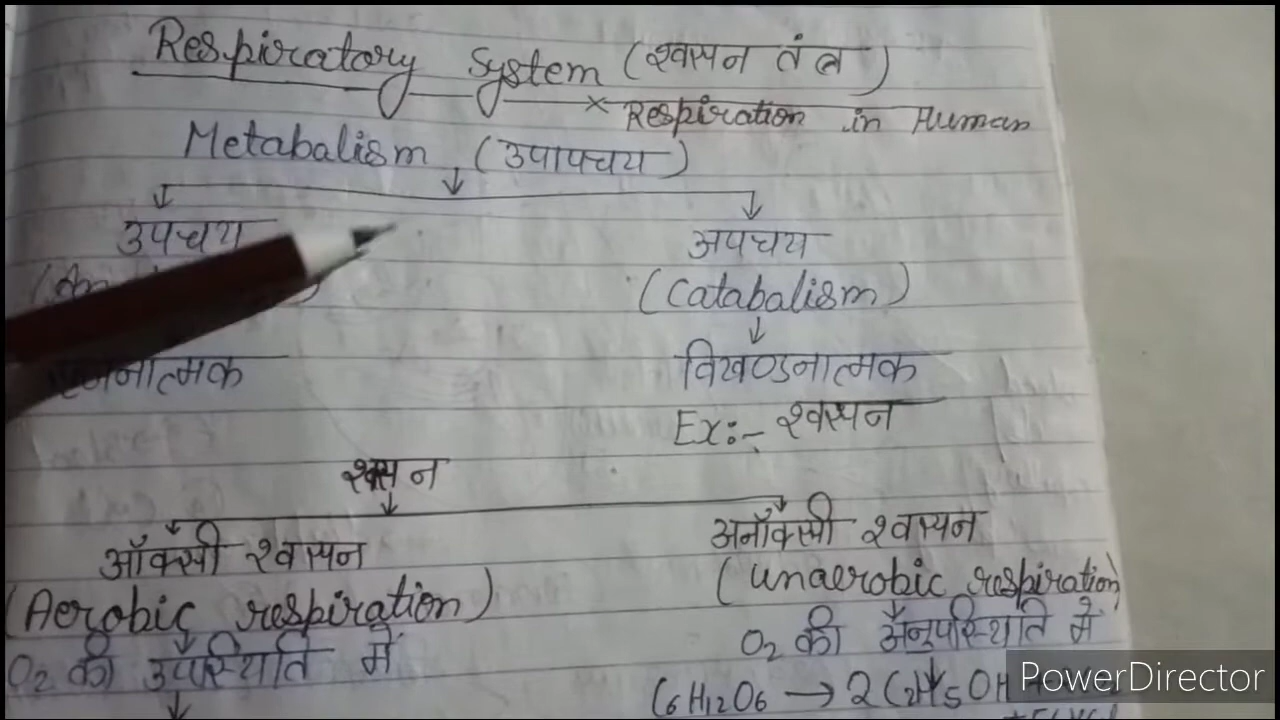 Respiratory System (श्वसन तंत्र)
× Respiration in Human
Metabalism (उपापचय)
उपचय अपचय
(Catabalism)
विखण्डनात्मक
Ex:- श्वसन
श्वसन
ऑक्सी श्वसन अनॉक्सी श्वसन
(Aerobic respiration) (unaerobic respiration)
O2 की उपस्थिति में O2 की अनुपस्थिति में
C6H12O6 → 2C2H5OH
PowerDirector